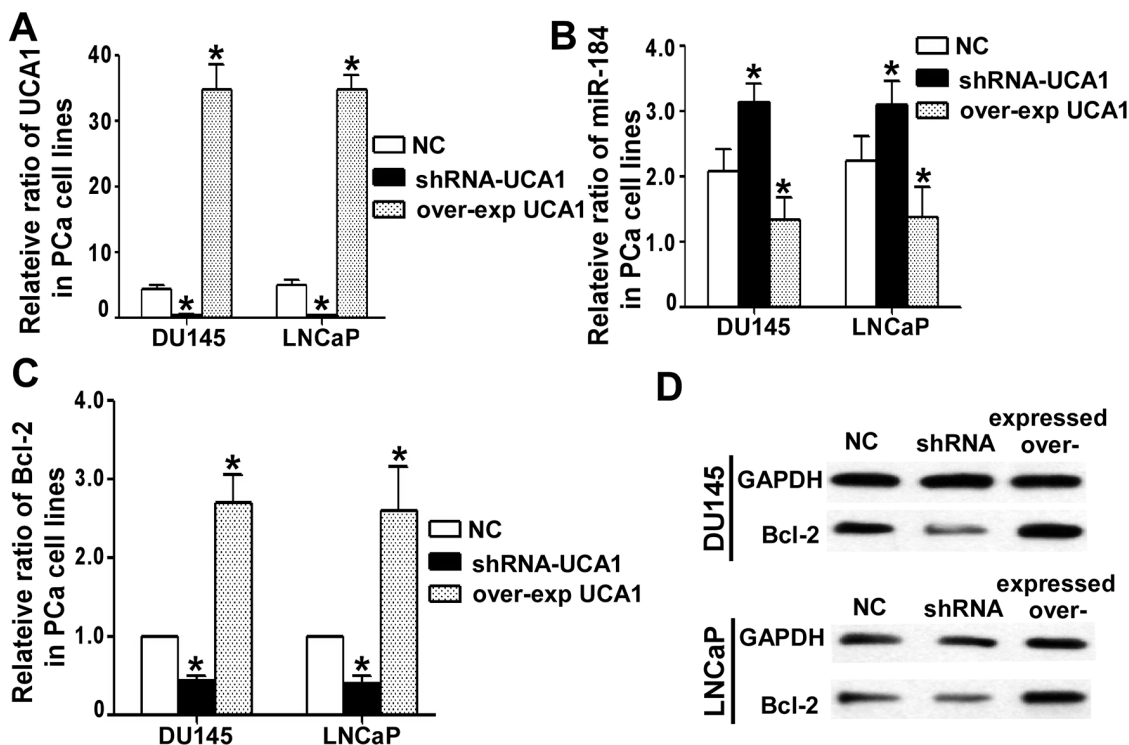 A
Relateive ratio of UCA1
in PCa cell lines
40
30
20
10
0
*
*
*
*
DU145
LNCaP
NC
shRNA-UCA1
over-exp UCA1
B
Relateive ratio of miR-184
in PCa cell lines
4.0
3.0
2.0
1.0
0
*
*
*
*
DU145
LNCaP
NC
shRNA-UCA1
over-exp UCA1
C
Relateive ratio of Bcl-2
in PCa cell lines
4.0
3.0
2.0
1.0
0
*
*
*
*
DU145
LNCaP
NC
shRNA-UCA1
over-exp UCA1
D
DU145
NC
shRNA
expressed
over-
GAPDH
Bcl-2
LNCaP
NC
shRNA
expressed
over-
GAPDH
Bcl-2